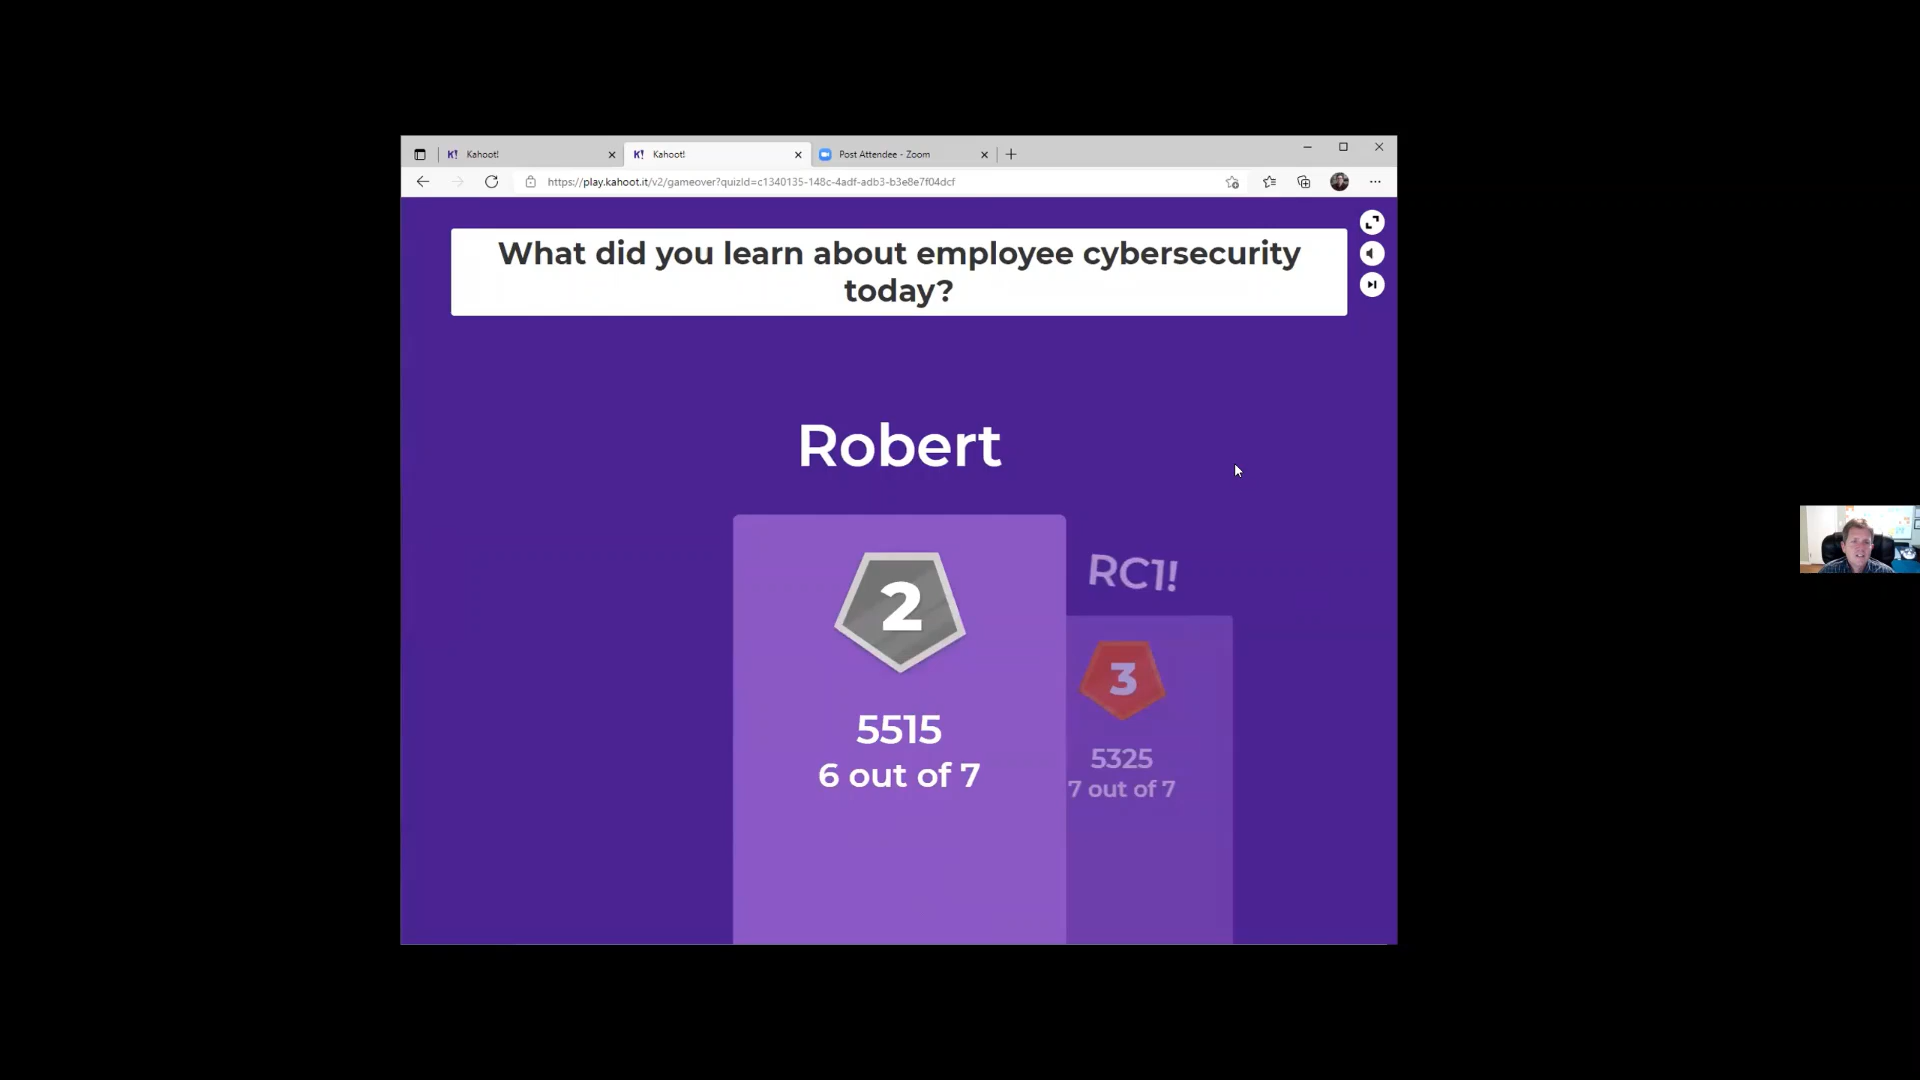 K! Kahoot!
K! Kahoot!
Post Attendee - Zoom
https://play.kahoot.it/v2/gameover?quizId=c1340135-148c-4adf-adb3-b3e8e7f04dcf
What did you learn about employee cybersecurity
today?
Robert
2
5515
6 out of 7
RC1!
3
5325
7 out of 7